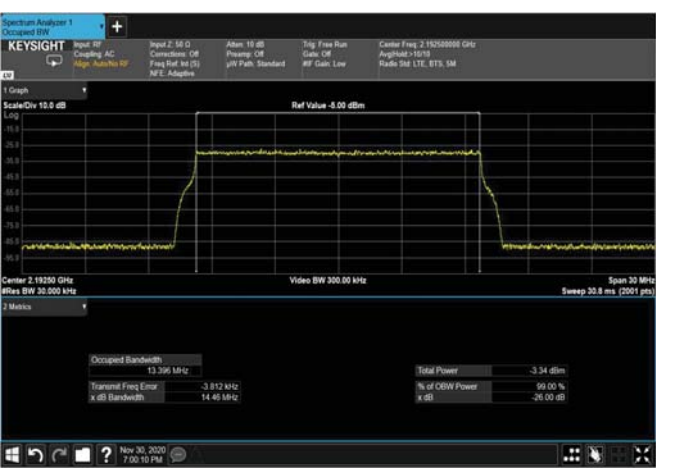 Spectrum Analyzer 1
Occupied BW
+
KEYSIGHT
Input: RF
Coupling: AC
Align: Auto/No RF
Input Z: 50 Ω
Corrections: Off
Freq Ref: Int (S)
NFE: Adaptive
Atten: 10 dB
Preamp: Off
µW Path: Standard
Trig: Free Run
Gate: Off
#IF Gain: Low
Center Freq: 2.192500000 GHz
Avg|Hold:>10/10
Radio Std: LTE, BTS, 5M
1 Graph
Scale/Div 10.0 dB
Ref Value -8.00 dBm
Log
Center 2.19250 GHz
Video BW 300.00 kHz
Span 30 MHz
#Res BW 30.000 kHz
Sweep 30.8 ms (2001 pts)
2 Metrics
Occupied Bandwidth
13.396 MHz
Total Power -3.34 dBm
Transmit Freq Error -3.812 kHz
% of OBW Power 99.00 %
x dB Bandwidth 14.46 MHz
x dB -26.00 dB
?
Nov 30, 2020
7:00:10 PM